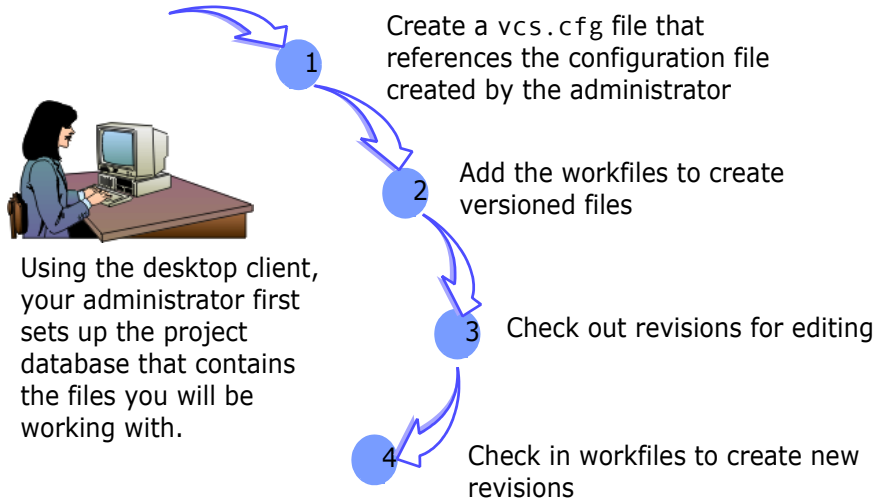 Using the desktop client,
your administrator first
sets up the project
database that contains
the files you will be
working with.
1
Create a vcs.cfg file that
references the configuration file
created by the administrator
2
Add the workfiles to create
versioned files
3
Check out revisions for editing
4
Check in workfiles to create new
revisions